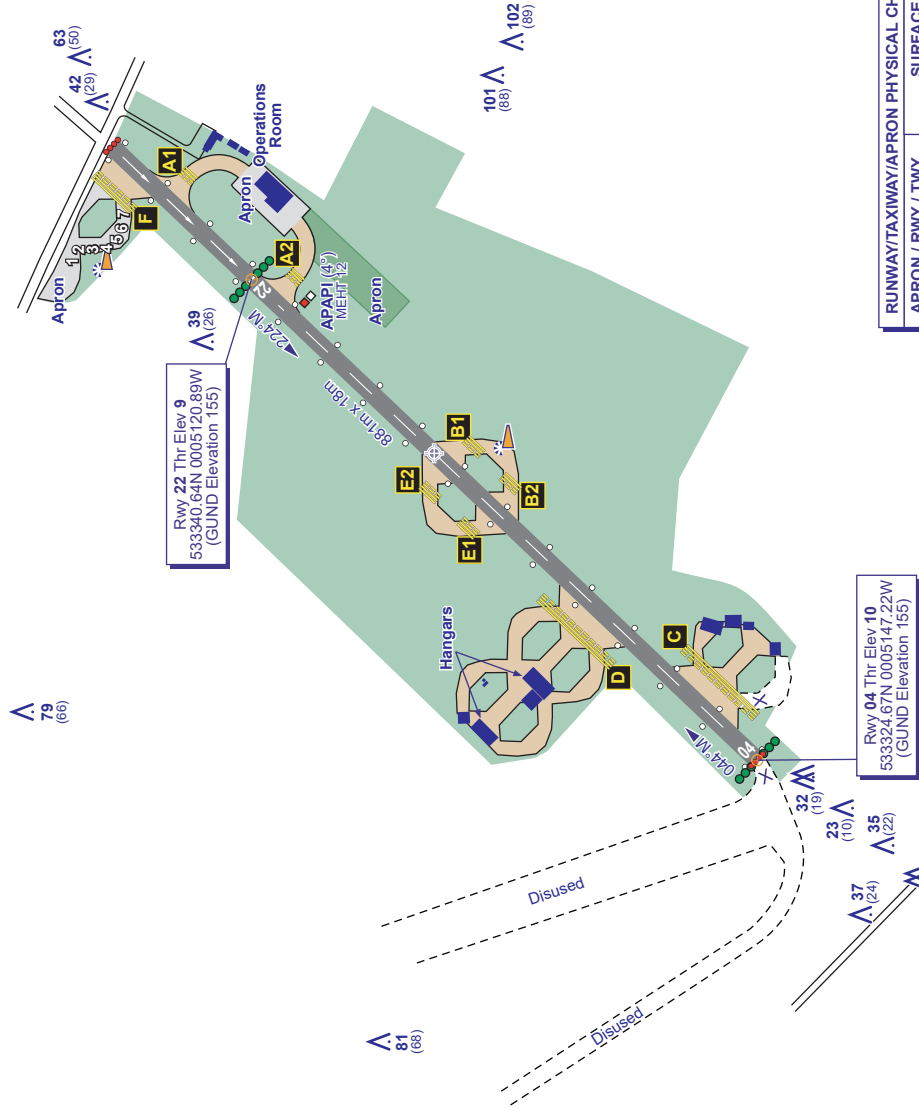 63
(50)
42
(29)
102
(89)
101
(88)
Operations
Room
Apron
A1
F
1
2
3
4
5
6
7
Apron
A2
APAPI (4°)
MEHT 12
Apron
22
224°M
39
(26)
Rwy 22 Thr Elev 9
533340.64N 0005120.89W
(GUND Elevation 155)
881m x 18m
E2
B1
E1
B2
Hangars
D
C
79
(66)
04
044°M
X
X
Rwy 04 Thr Elev 10
533324.67N 0005147.22W
(GUND Elevation 155)
32
(19)
23
(10)
35
(22)
37
(24)
Disused
Disused
81
(68)
RUNWAY/TAXIWAY/APRON PHYSICAL CH
APRON / RWY / TWY
SURFACE